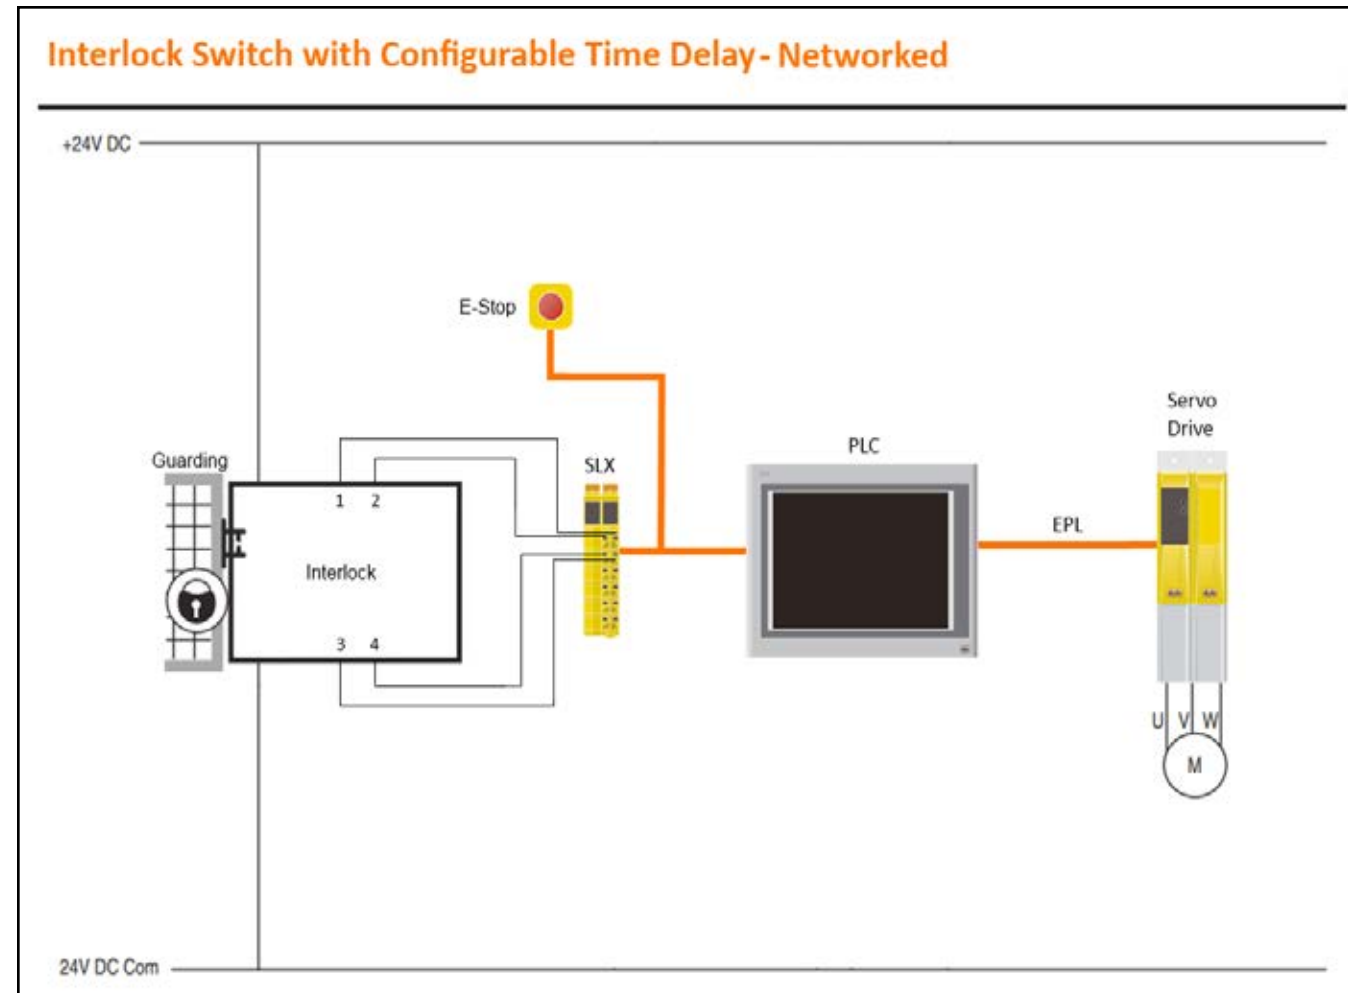 Interlock Switch with Configurable Time Delay - Networked
+24V DC
E-Stop
Servo
Drive
PLC
Guarding
SLX
1 2
EPL
Interlock
3 4
U V W
M
24V DC Com